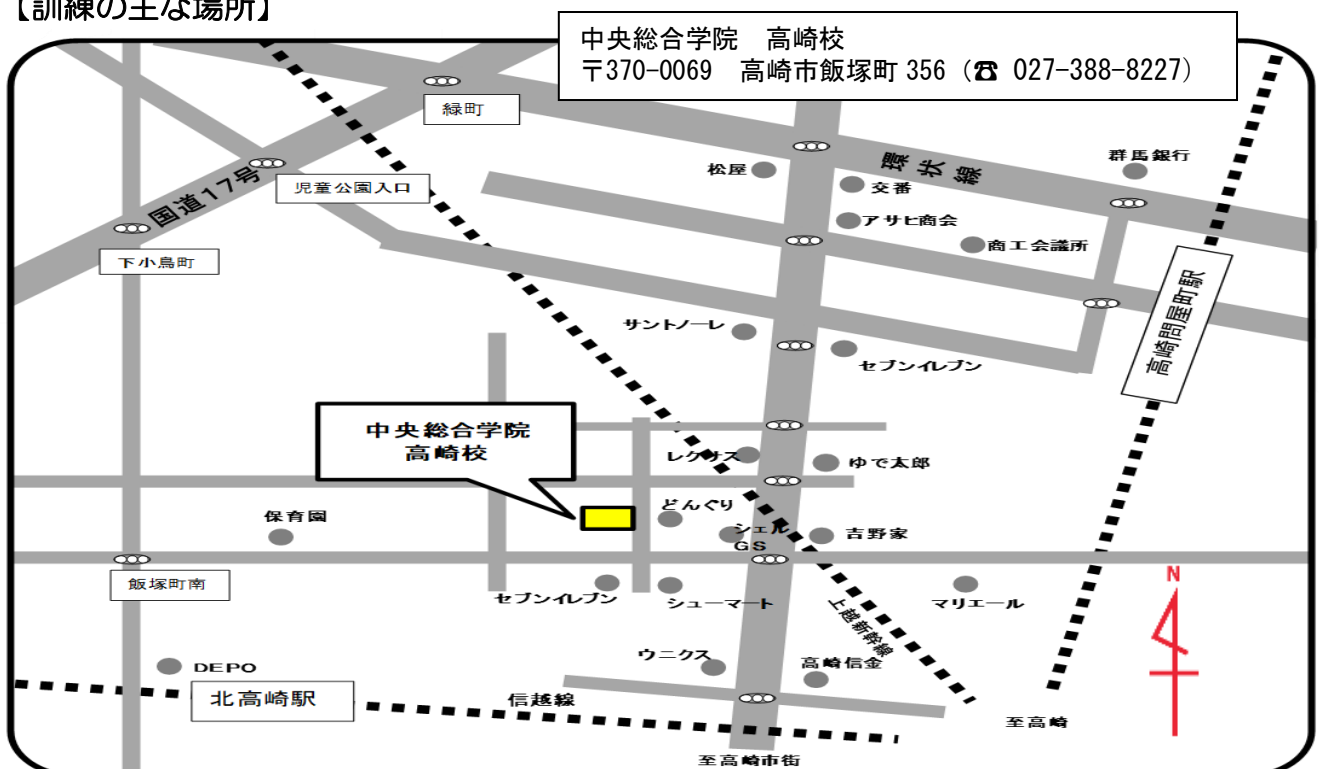 【訓練の主な場所】
中央総合学院　高崎校
〒370-0069　高崎市飯塚町 356（☎ 027-388-8227）
緑町
環状線
群馬銀行
松屋
交番
国道17号
児童公園入口
アサヒ商会
商工会議所
下小鳥町
高崎問屋町駅
サントノーレ
セブンイレブン
中央総合学院
高崎校
レクサス
ゆで太郎
どんぐり
保育園
シェル
GS
吉野家
飯塚町南
セブンイレブン
シューマート
マリエール
N
上越新幹線
ウニクス
高崎信金
DEPO
北高崎駅
信越線
至高崎
至高崎市街